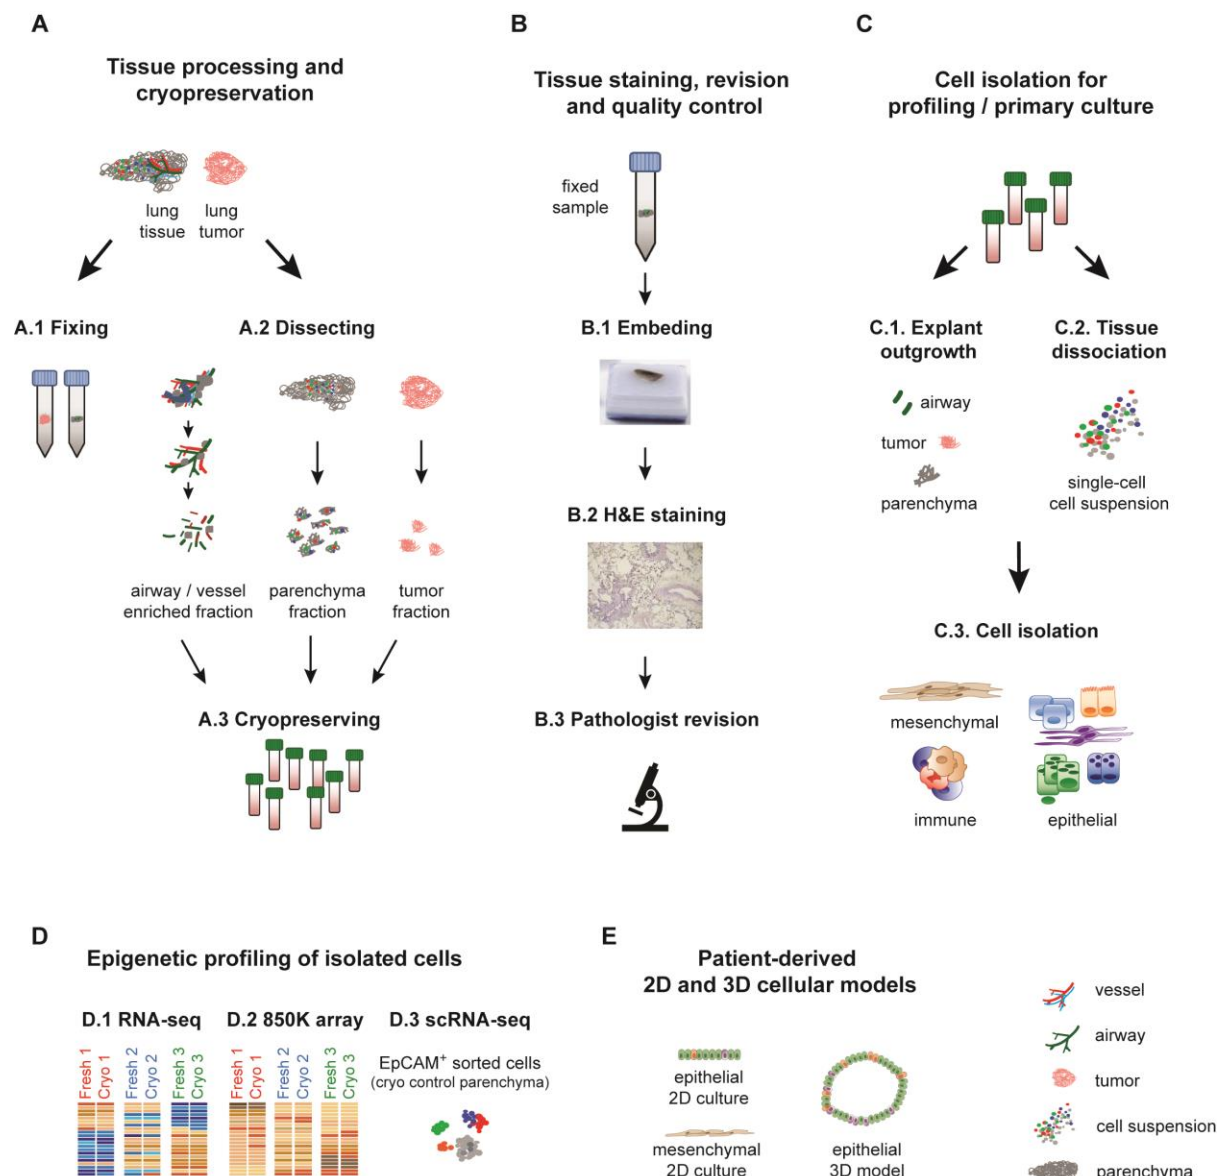 A
Tissue processing and
cryopreservation
lung
tissue
lung
tumor
A.1 Fixing
A.2 Dissecting
airway / vessel
enriched fraction
parenchyma
fraction
tumor
fraction
A.3 Cryopreserving
B
Tissue staining, revision
and quality control
fixed
sample
B.1 Embeding
B.2 H&E staining
B.3 Pathologist revision
C
Cell isolation for
profiling / primary culture
C.1. Explant
outgrowth
airway
tumor
parenchyma
C.2. Tissue
dissociation
single-cell
cell suspension
C.3. Cell isolation
mesenchymal
immune
epithelial
D
Epigenetic profiling of isolated cells
D.1 RNA-seq
Fresh 1
Cryo 1
Fresh 2
Cryo 2
Fresh 3
Cryo 3
D.2 850K array
Fresh 1
Cryo 1
Fresh 2
Cryo 2
Fresh 3
Cryo 3
D.3 scRNA-seq
EpCAM⁺ sorted cells
(cryo control parenchyma)
E
Patient-derived
2D and 3D cellular models
epithelial
2D culture
mesenchymal
2D culture
epithelial
3D model
vessel
airway
tumor
cell suspension
parenchyma